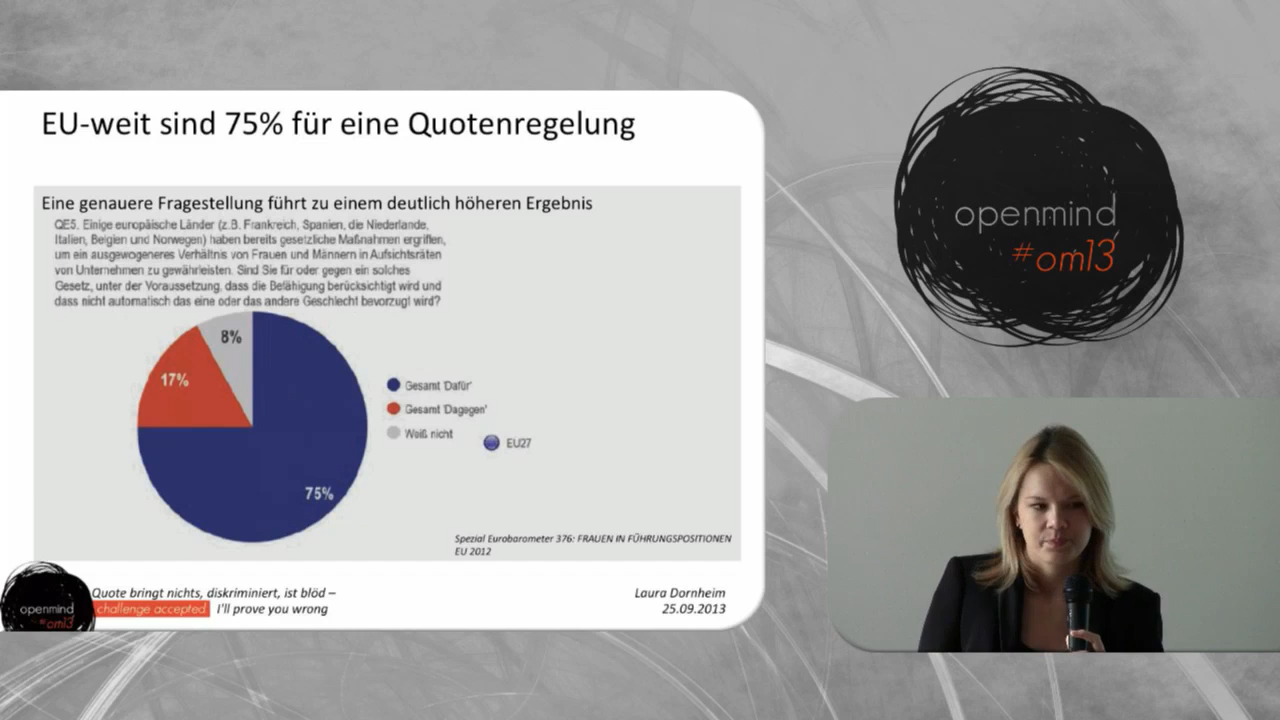 EU-weit sind 75% für eine Quotenregelung
Eine genauere Fragestellung führt zu einem deutlich höheren Ergebnis
QE5. Einige europäische Länder (z.B. Frankreich, Spanien, die Niederlande,
Italien, Belgien und Norwegen) haben bereits gesetzliche Maßnahmen ergriffen,
um ein ausgewogeneres Verhältnis von Frauen und Männern in Aufsichtsräten
von Unternehmen zu gewährleisten. Sind Sie für oder gegen ein solches
Gesetz, unter der Voraussetzung, dass die Befähigung berücksichtigt wird und
dass nicht automatisch das eine oder das andere Geschlecht bevorzugt wird?
8%
17%
75%
Gesamt 'Dafür'
Gesamt 'Dagegen'
Weiß nicht
EU27
Spezial Eurobarometer 376: FRAUEN IN FÜHRUNGSPOSITIONEN
EU 2012
Quote bringt nichts, diskriminiert, ist blöd –
challenge accepted I'll prove you wrong
Laura Dornheim
25.09.2013
openmind
#om13
openmind
#om13